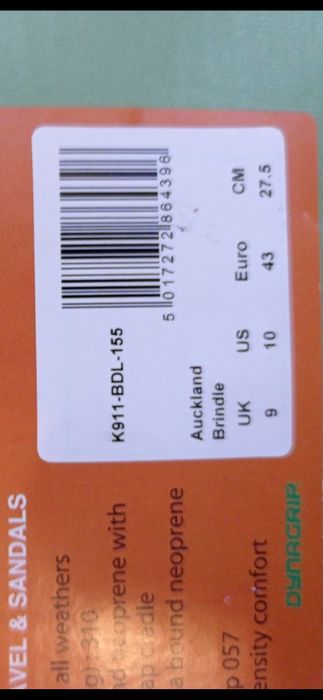 VEL & SANDALS
all weathers
g) 310
nd neoprene with
ap cradle
a bound neoprene
p 057
ensity comfort
DYNAGRIP
K911-BDL-155
5 017272 864396
Auckland
Brindle
UK US Euro CM
9 10 43 27.5